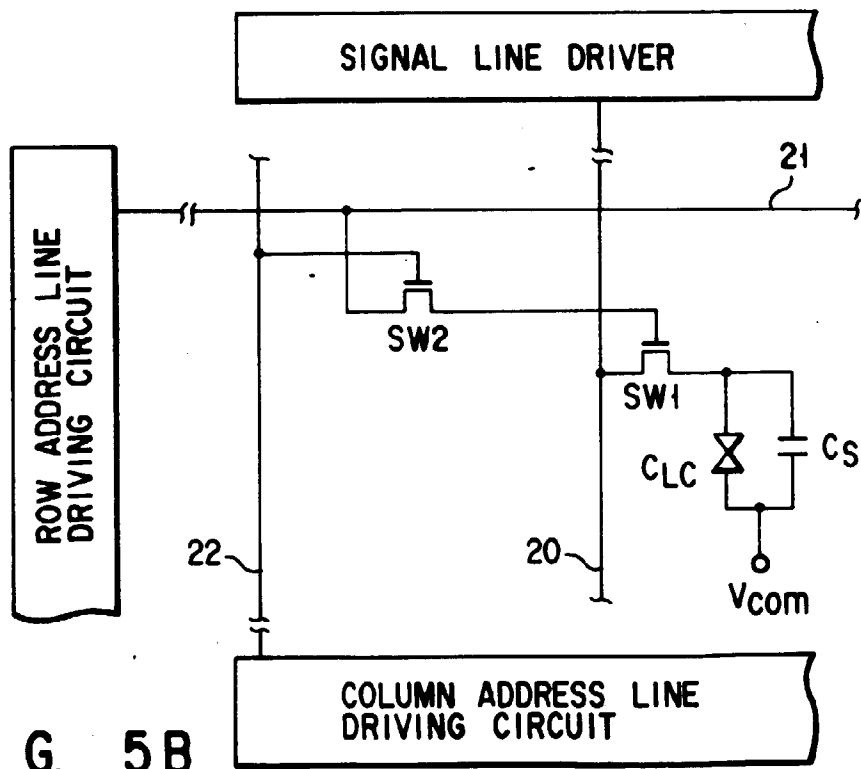 SIGNAL LINE DRIVER
21
ROW ADDRESS LINE
DRIVING CIRCUIT
SW2
SW1
CLC
CS
22
20
Vcom
COLUMN ADDRESS LINE
DRIVING CIRCUIT
G. 5B